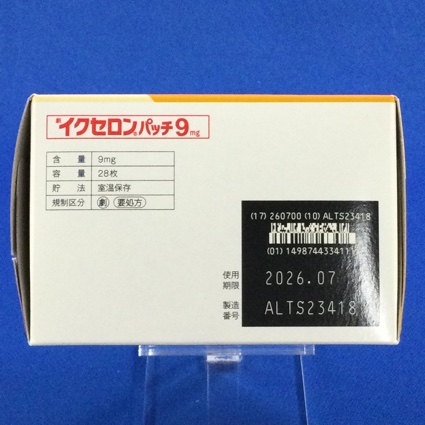 イクセロン®パッチ9mg
含 量 9mg
容 量 28枚
貯 法 室温保存
規制区分 劇 要処方
(17) 260700 (10) ALTS23418
(01) 1498744334111
使用期限 2026.07
製造番号 ALTS23418